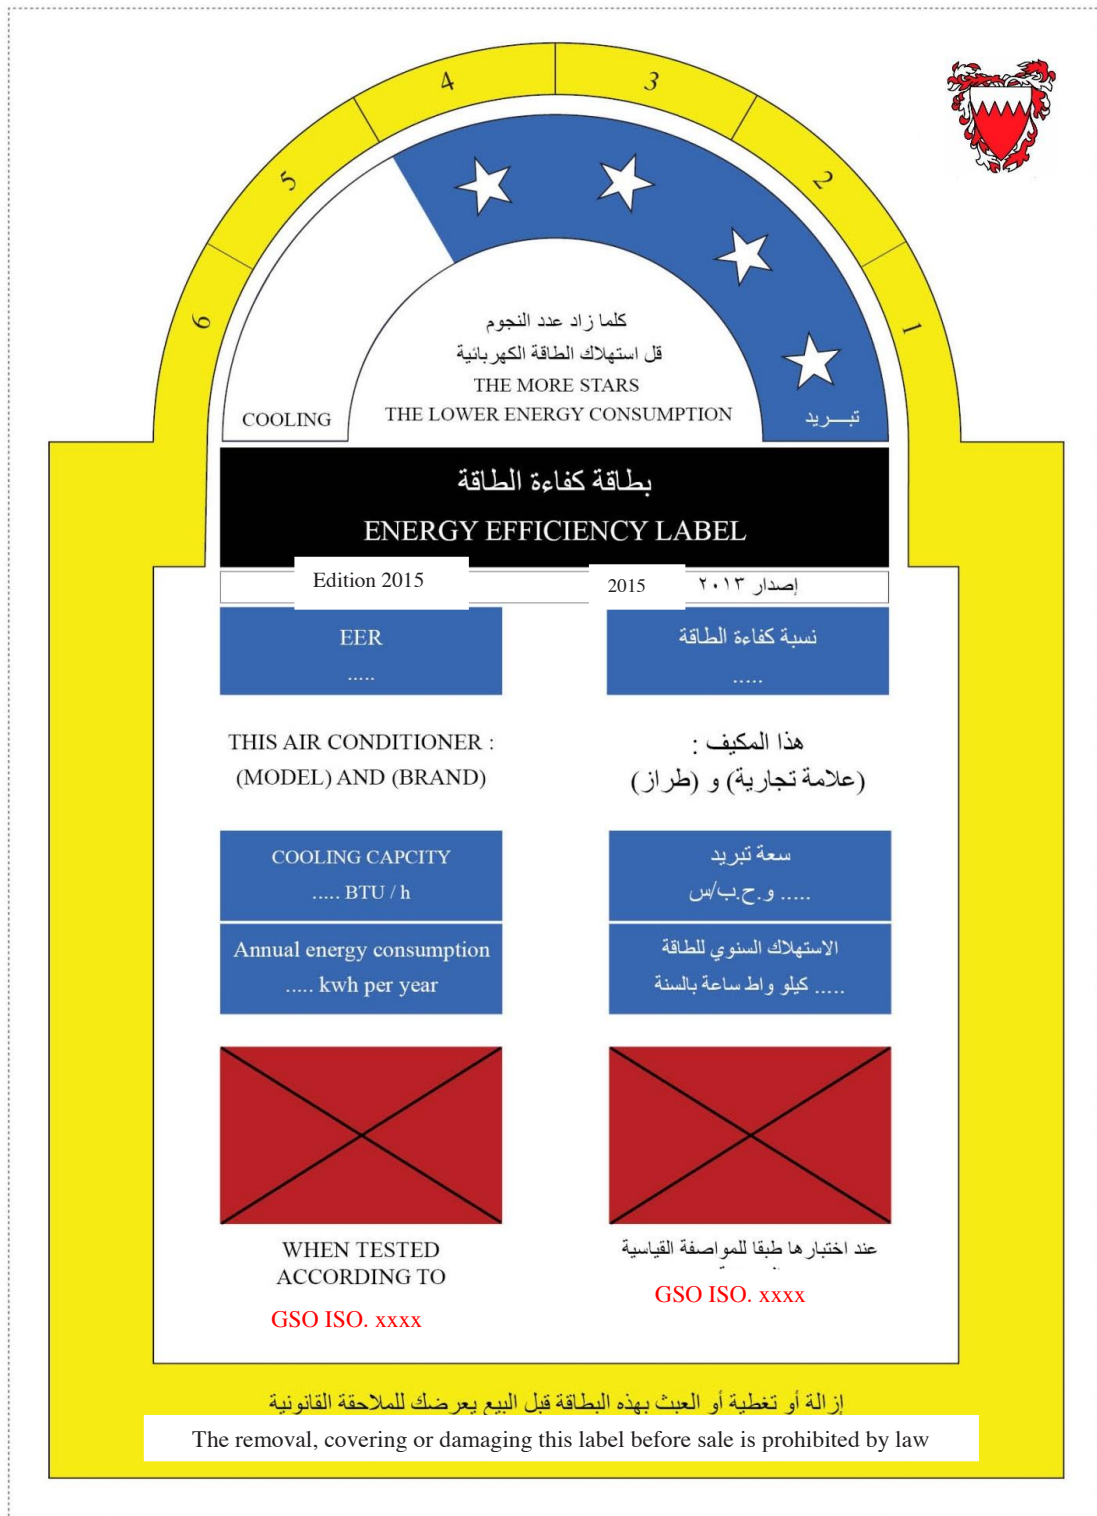 4
3
5
2
6
1
كلما زاد عدد النجوم
قل استهلاك الطاقة الكهربائية
THE MORE STARS
THE LOWER ENERGY CONSUMPTION
COOLING
تبـــريد
بطاقة كفاءة الطاقة
ENERGY EFFICIENCY LABEL
Edition 2015
2015 إصدار ٢٠١٣
EER
.....
نسبة كفاءة الطاقة
.....
THIS AIR CONDITIONER :
(MODEL) AND (BRAND)
هذا المكيف :
(علامة تجارية) و (طراز)
COOLING CAPCITY
..... BTU / h
سعة تبريد
..... و.ح.ب/س
Annual energy consumption
..... kwh per year
الاستهلاك السنوي للطاقة
..... كيلو واط ساعة بالسنة
WHEN TESTED
ACCORDING TO
GSO ISO. xxxx
عند اختبارها طبقا للمواصفة القياسية
GSO ISO. xxxx
إزالة أو تغطية أو العبث بهذه البطاقة قبل البيع يعرضك للملاحقة القانونية
The removal, covering or damaging this label before sale is prohibited by law